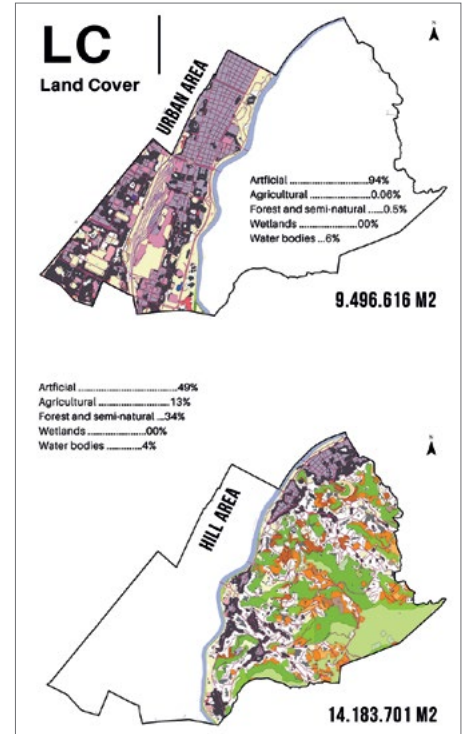 LC
Land Cover
URBAN AREA
N
Artficial ..............................94%
Agricultural ......................0.06%
Forest and semi-natural .....0.5%
Wetlands .................00%
Water bodies ...6%
9.496.616 M2
Artficial ..................................49%
Agricultural .......................13%
Forest and semi-natural ...34%
Wetlands ......................00%
Water bodies ............4%
N
HILL AREA
14.183.701 M2